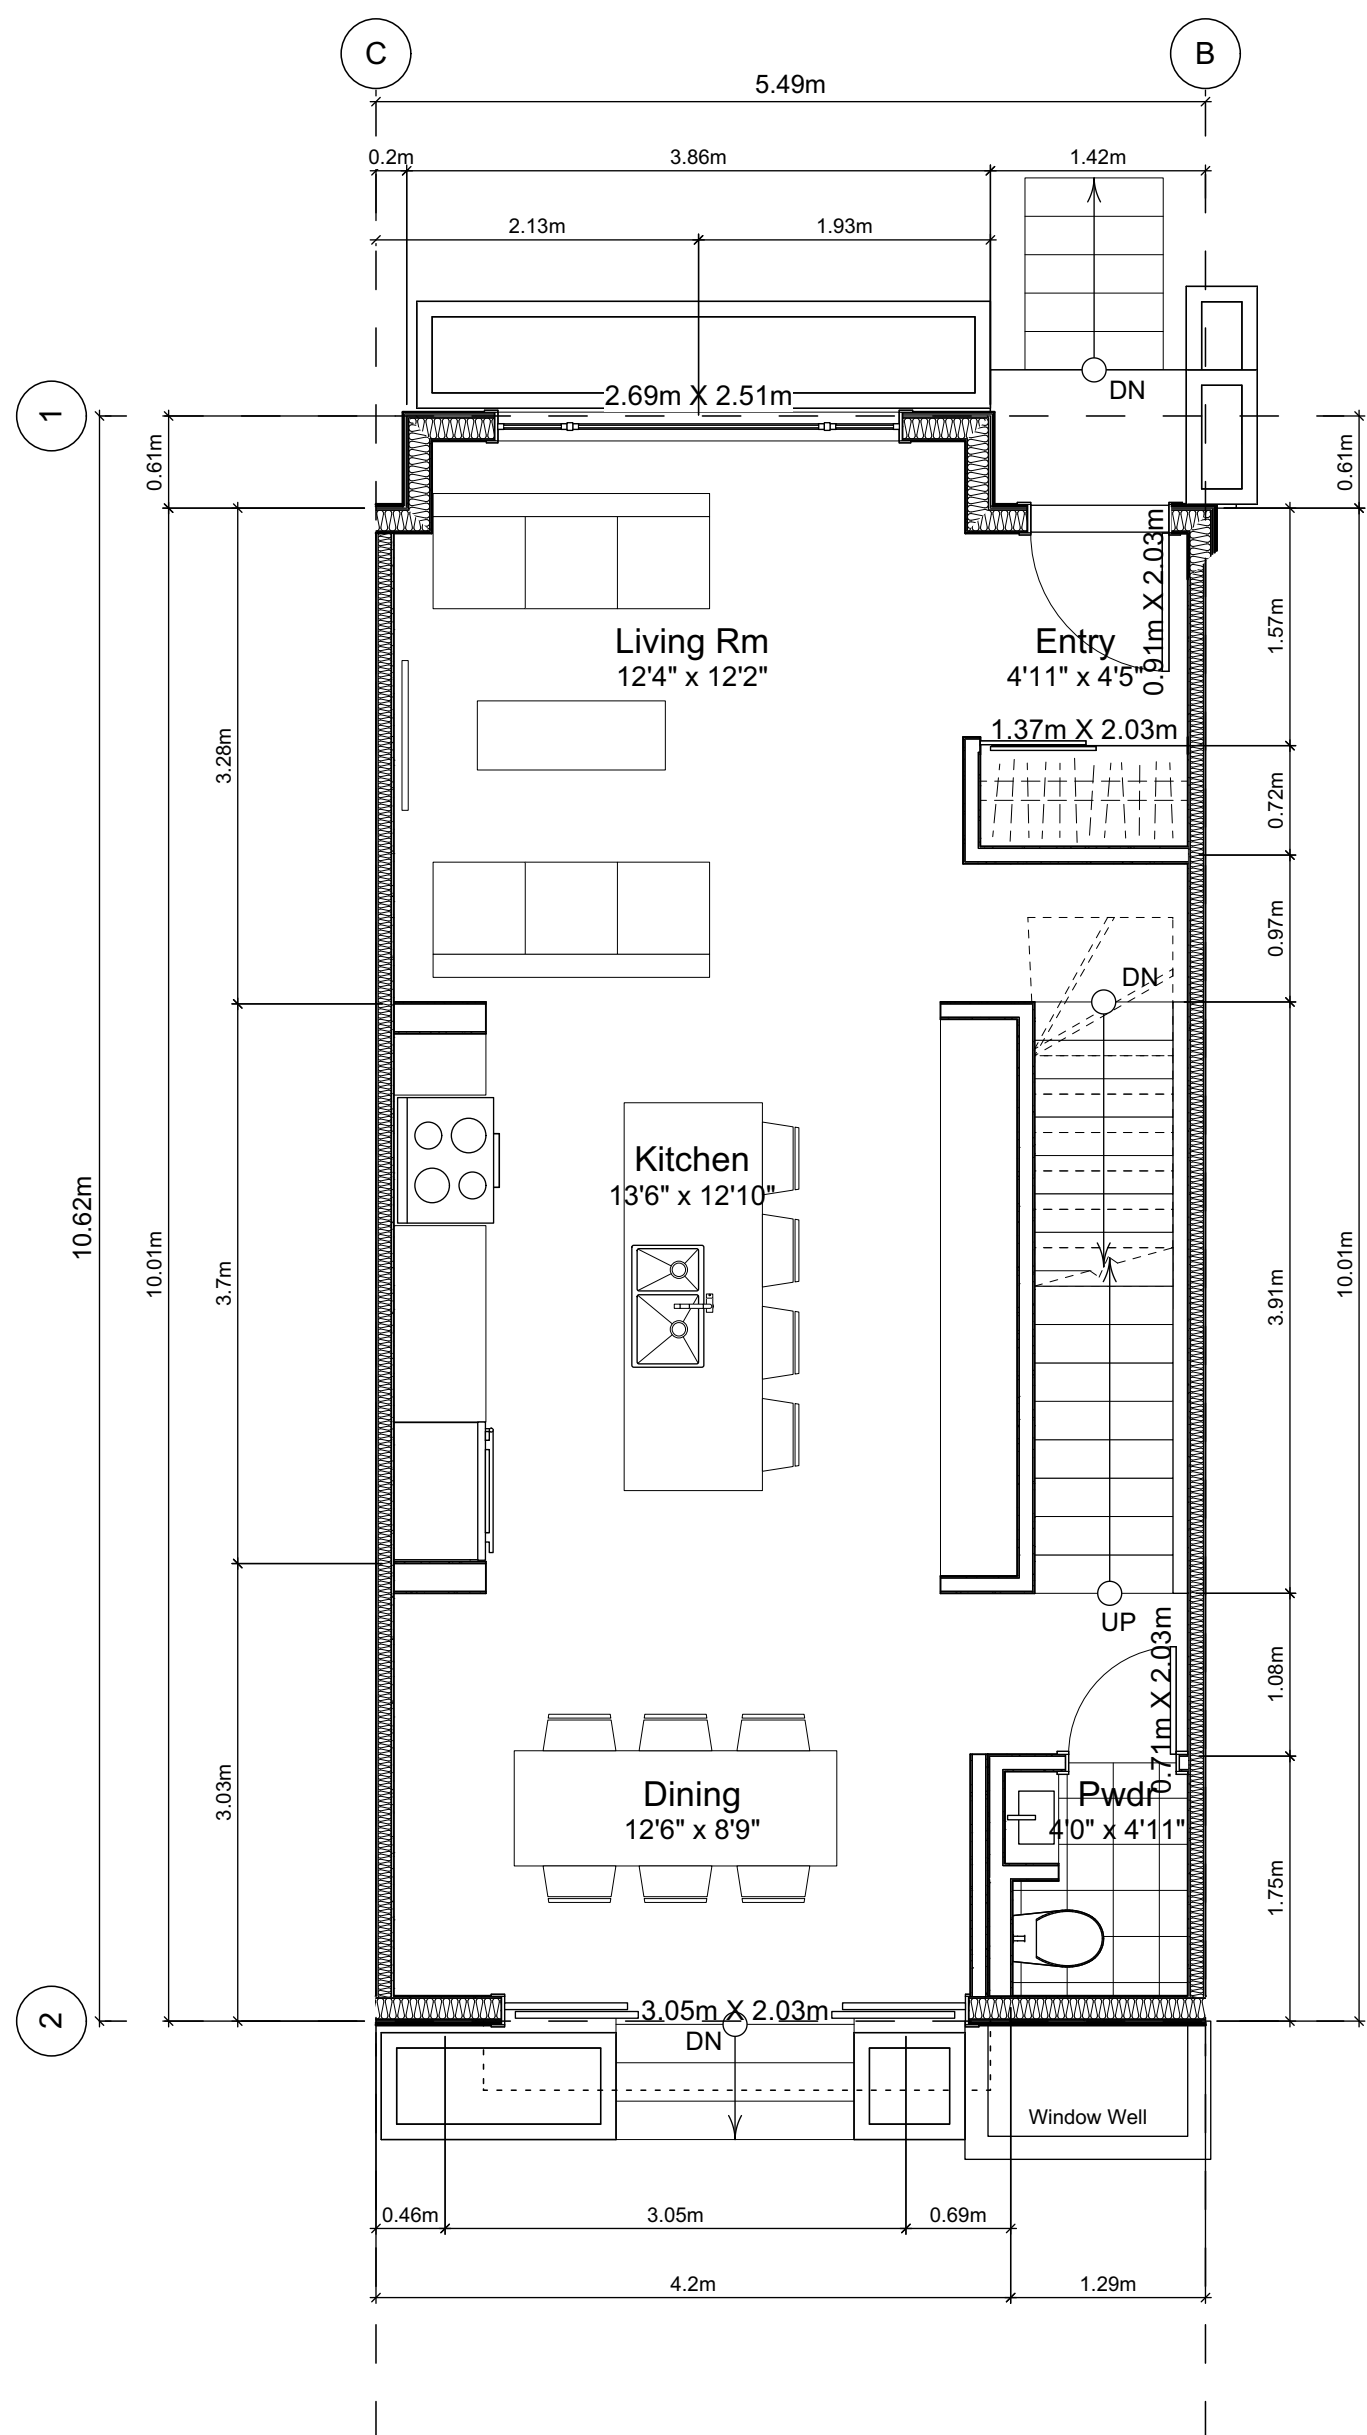 C
B
5.49m
0.2m
3.86m
1.42m
2.13m
1.93m
2.69m X 2.51m
DN
1
0.61m
0.61m
0.91m X 2.03m
Living Rm
12'4" x 12'2"
Entry
4'11" x 4'5"
1.57m
1.37m X 2.03m
3.28m
0.72m
0.97m
DN
Kitchen
13'6" x 12'10"
10.62m
10.01m
3.7m
3.91m
10.01m
UP
0.71m X 2.03m
1.08m
Dining
12'6" x 8'9"
Pwdr
4'0" x 4'11"
3.03m
1.75m
2
3.05m X 2.03m
DN
Window Well
0.46m
3.05m
0.69m
4.2m
1.29m